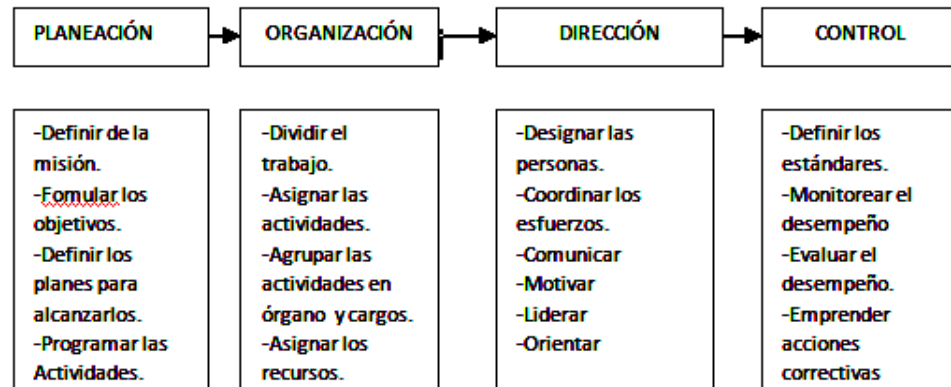 PLANEACIÓN
ORGANIZACIÓN
DIRECCIÓN
CONTROL
-Definir de la
misión.
-Fomular los
objetivos.
-Definir los
planes para
alcanzarlos.
-Programar las
Actividades.
-Dividir el
trabajo.
-Asignar las
actividades.
-Agrupar las
actividades en
órgano y cargos.
-Asignar los
recursos.
-Designar las
personas.
-Coordinar los
esfuerzos.
-Comunicar
-Motivar
-Liderar
-Orientar
-Definir los
estándares.
-Monitorear el
desempeño
-Evaluar el
desempeño.
-Emprender
acciones
correctivas